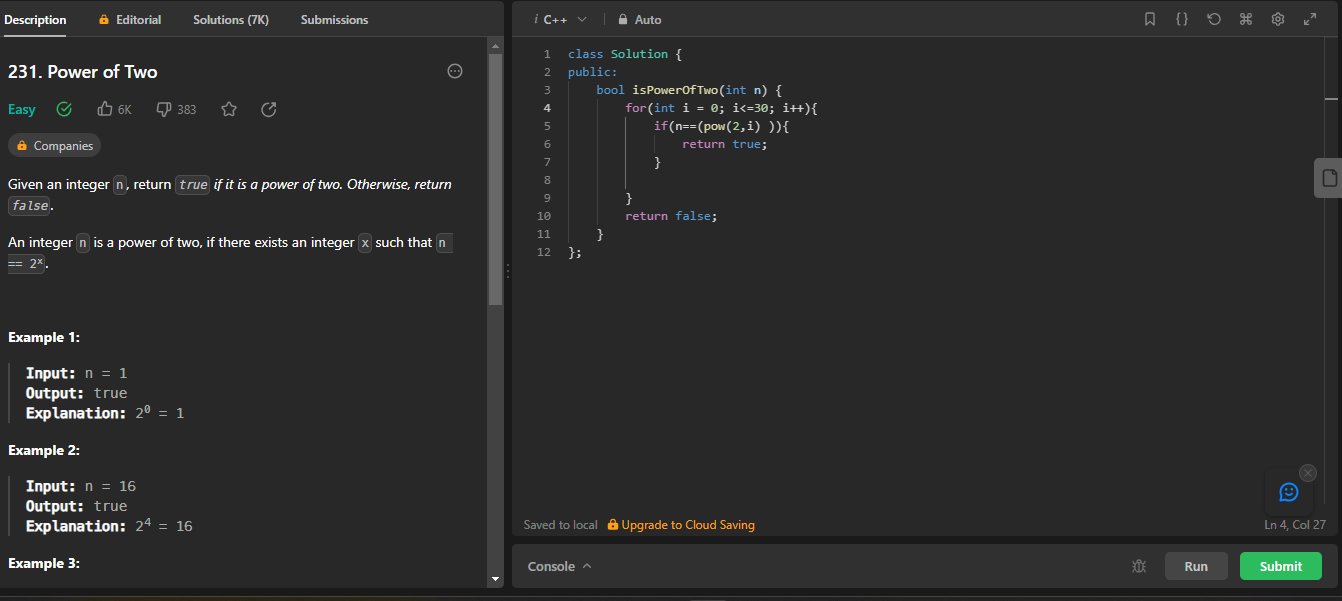 Description Editorial Solutions (7K) Submissions
231. Power of Two
Easy 6K 383
Companies
Given an integer n, return true if it is a power of two. Otherwise, return
false.
An integer n is a power of two, if there exists an integer x such that n
== 2ˣ.
Example 1:
Input: n = 1
Output: true
Explanation: 2⁰ = 1
Example 2:
Input: n = 16
Output: true
Explanation: 2⁴ = 16
Example 3:
i C++ Auto
1 class Solution {
2 public:
3 bool isPowerOfTwo(int n) {
4 for(int i = 0; i<=30; i++){
5 if(n==(pow(2,i) )){
6 return true;
7 }
8
9 }
10 return false;
11 }
12 };
Saved to local Upgrade to Cloud Saving Ln 4, Col 27
Console Run Submit